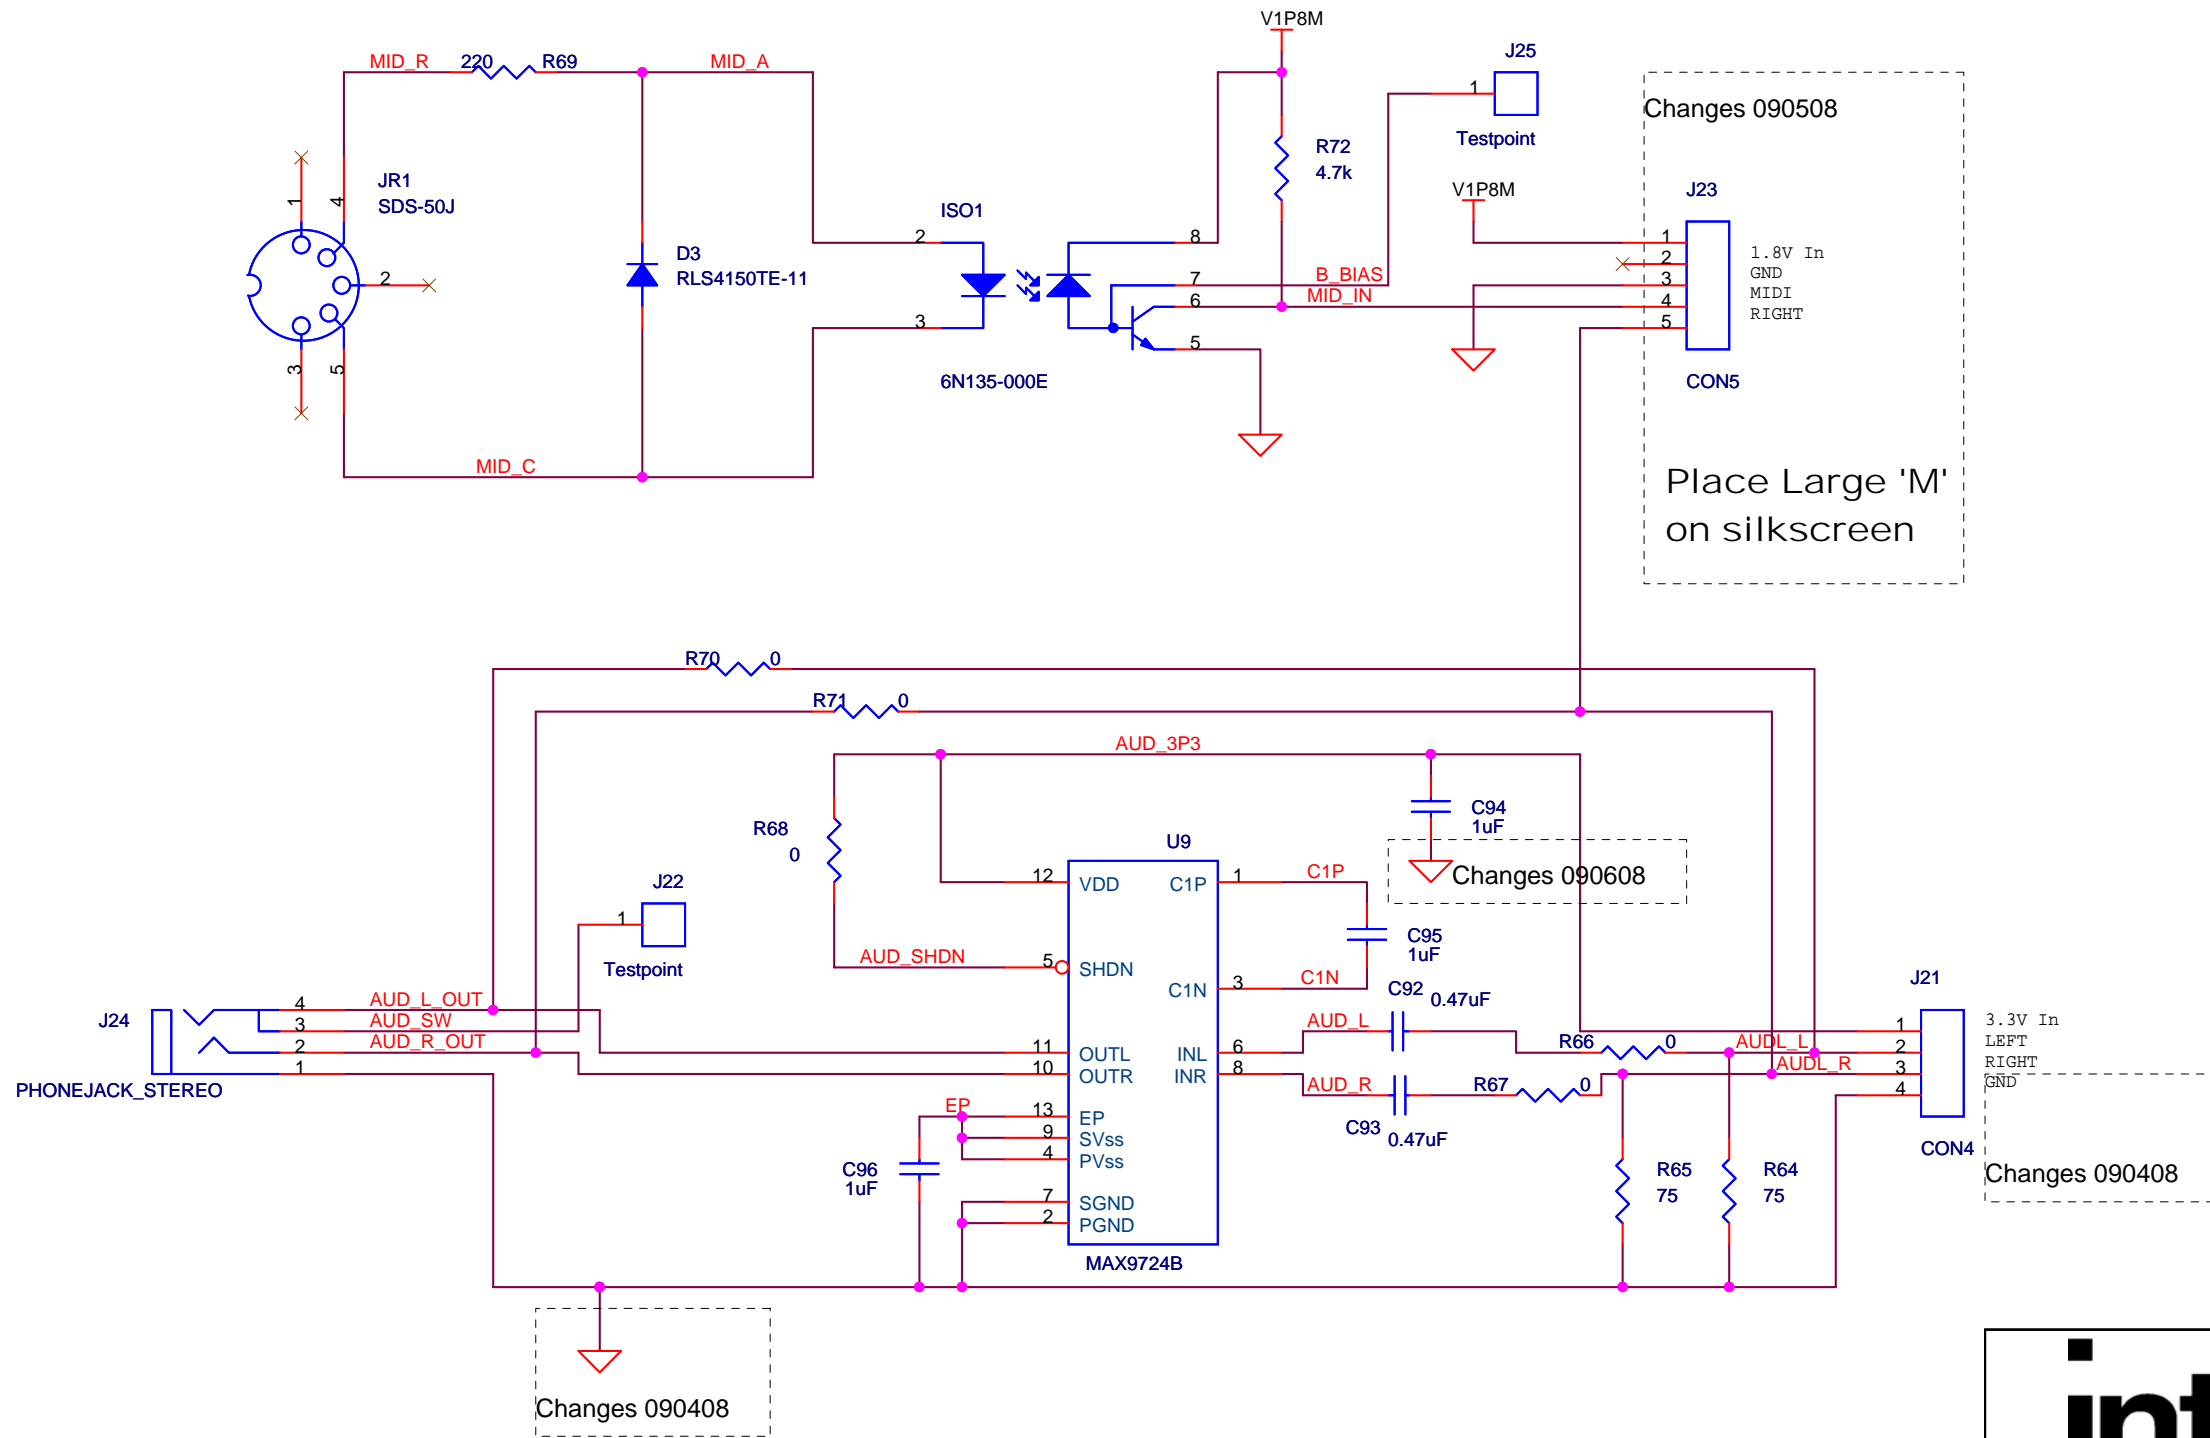 V1P8M
MID_R 220 R69 MID_A
J25
1
Testpoint
Changes 090508
R72
4.7k
JR1
SDS-50J
1
4
2
3
5
D3
RLS4150TE-11
ISO1
2
3
8
7
6
5
B_BIAS
MID_IN
6N135-000E
MID_C
V1P8M
J23
1
2
3
4
5
1.8V In
GND
MIDI
RIGHT
CON5
Place Large 'M'
on silkscreen
R70 0
R71 0
AUD_3P3
C94
1uF
Changes 090608
R68
0
U9
12 VDD
C1P 1
C1P
C95
1uF
AUD_SHDN
5 SHDN
C1N 3
C1N
J22
1
Testpoint
C92 0.47uF
AUD_L
J24
4 AUD_L_OUT
3 AUD_SW
2 AUD_R_OUT
1
PHONEJACK_STEREO
11 OUTL
10 OUTR
INL 6
INR 8
R66 0
AUDL_L
AUDL_R
AUD_R
R67 0
C93 0.47uF
J21
1
2
3
4
3.3V In
LEFT
RIGHT
GND
CON4
Changes 090408
EP
13 EP
9 SVss
4 PVss
7 SGND
2 PGND
C96
1uF
MAX9724B
R65
75
R64
75
Changes 090408